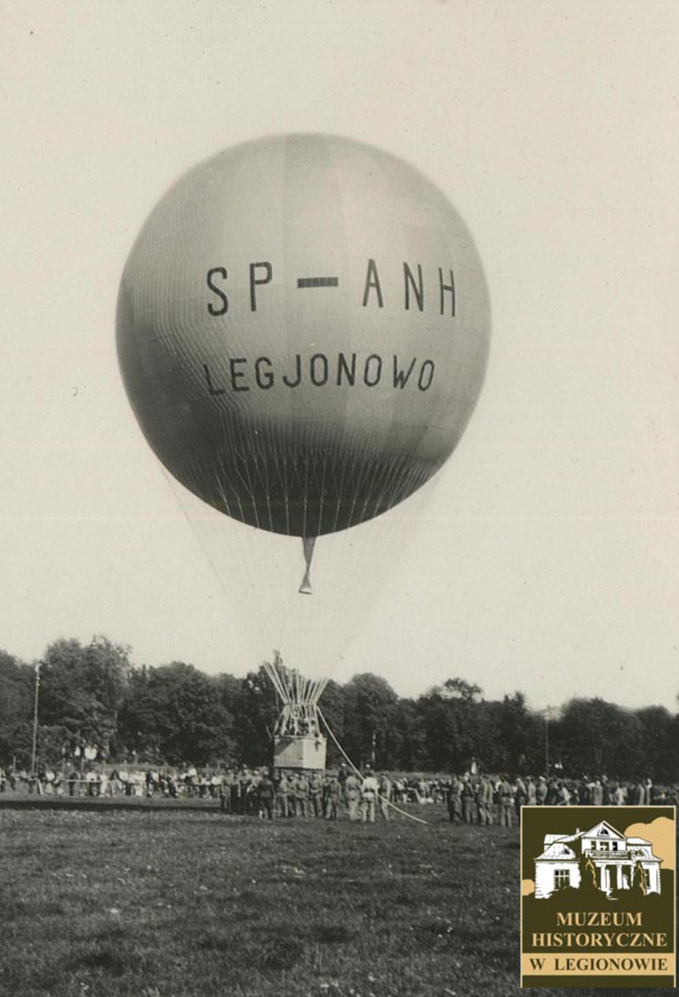 SP - ANH
LEGJONOWO
MUZEUM
HISTORYCZNE
W LEGIONOWIE